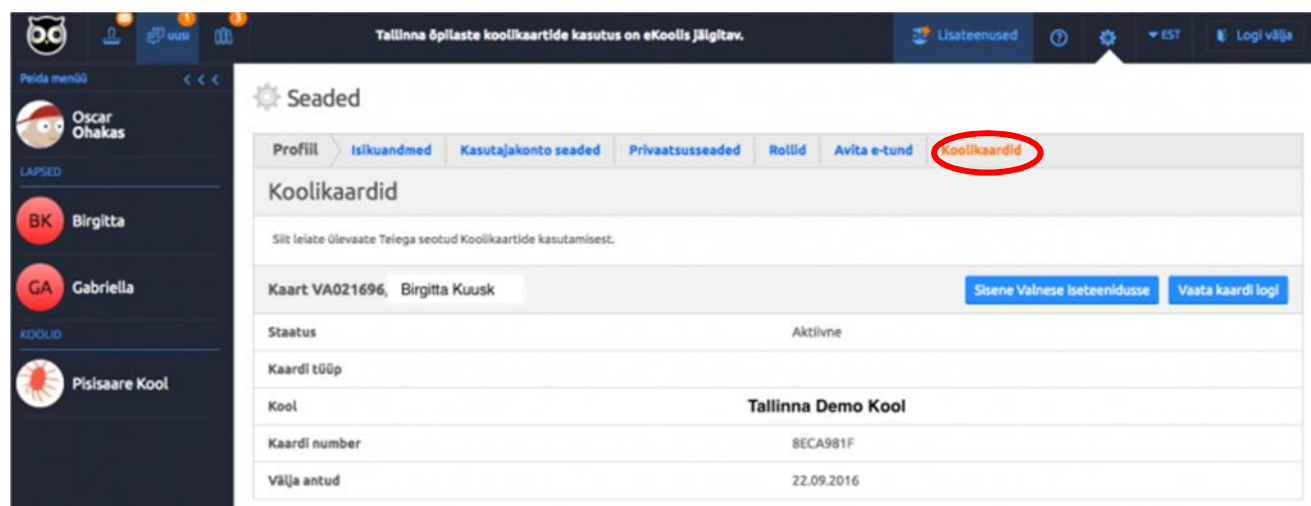 1
3
uusi
Tallinna õpilaste koolikaartide kasutus on eKoolis jälgitav.
Lisateenused
EST
Logi välja
Peida menüü <<<
Oscar
Ohakas
LAPSED
BK Birgitta
GA Gabriella
KOOLID
Pisisaare Kool
Seaded
Profiil Isikuandmed Kasutajakonto seaded Privaatsusseaded Rollid Avita e-tund Koolikaardid
Koolikaardid
Siit leiate ülevaate Teiega seotud Koolikaartide kasutamisest.
Kaart VA021696, Birgitta Kuusk
Sisene Valnese iseteenidusse Vaata kaardi logi
Staatus Aktiivne
Kaardi tüüp
Kool Tallinna Demo Kool
Kaardi number 8ECA981F
Välja antud 22.09.2016